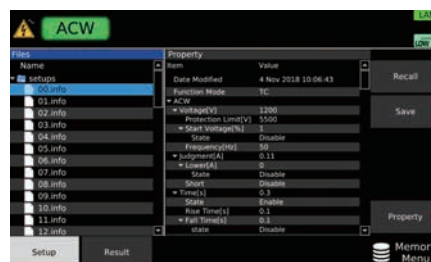 LAN
ACW
LOW
Files
Property
Name
Item Value
setups
Date Modified 4 Nov 2018 10:06:43
Recall
00.info
Function Mode TC
01.info
ACW
02.info
Voltage[V] 1200
Save
03.info
Protection Limit[V] 5500
04.info
Start Voltage[%] 1
State Disable
05.info
Frequency[Hz] 50
06.info
Judgment[A] 0.11
07.info
Lower[A] 0
State Disable
08.info
Short Disable
09.info
Time[s] 0.3
10.info
State Enable
Rise Time[s] 0.1
Property
11.info
Fall Time[s] 0.1
12.info
state Disable
Setup Result
Memor
Menu